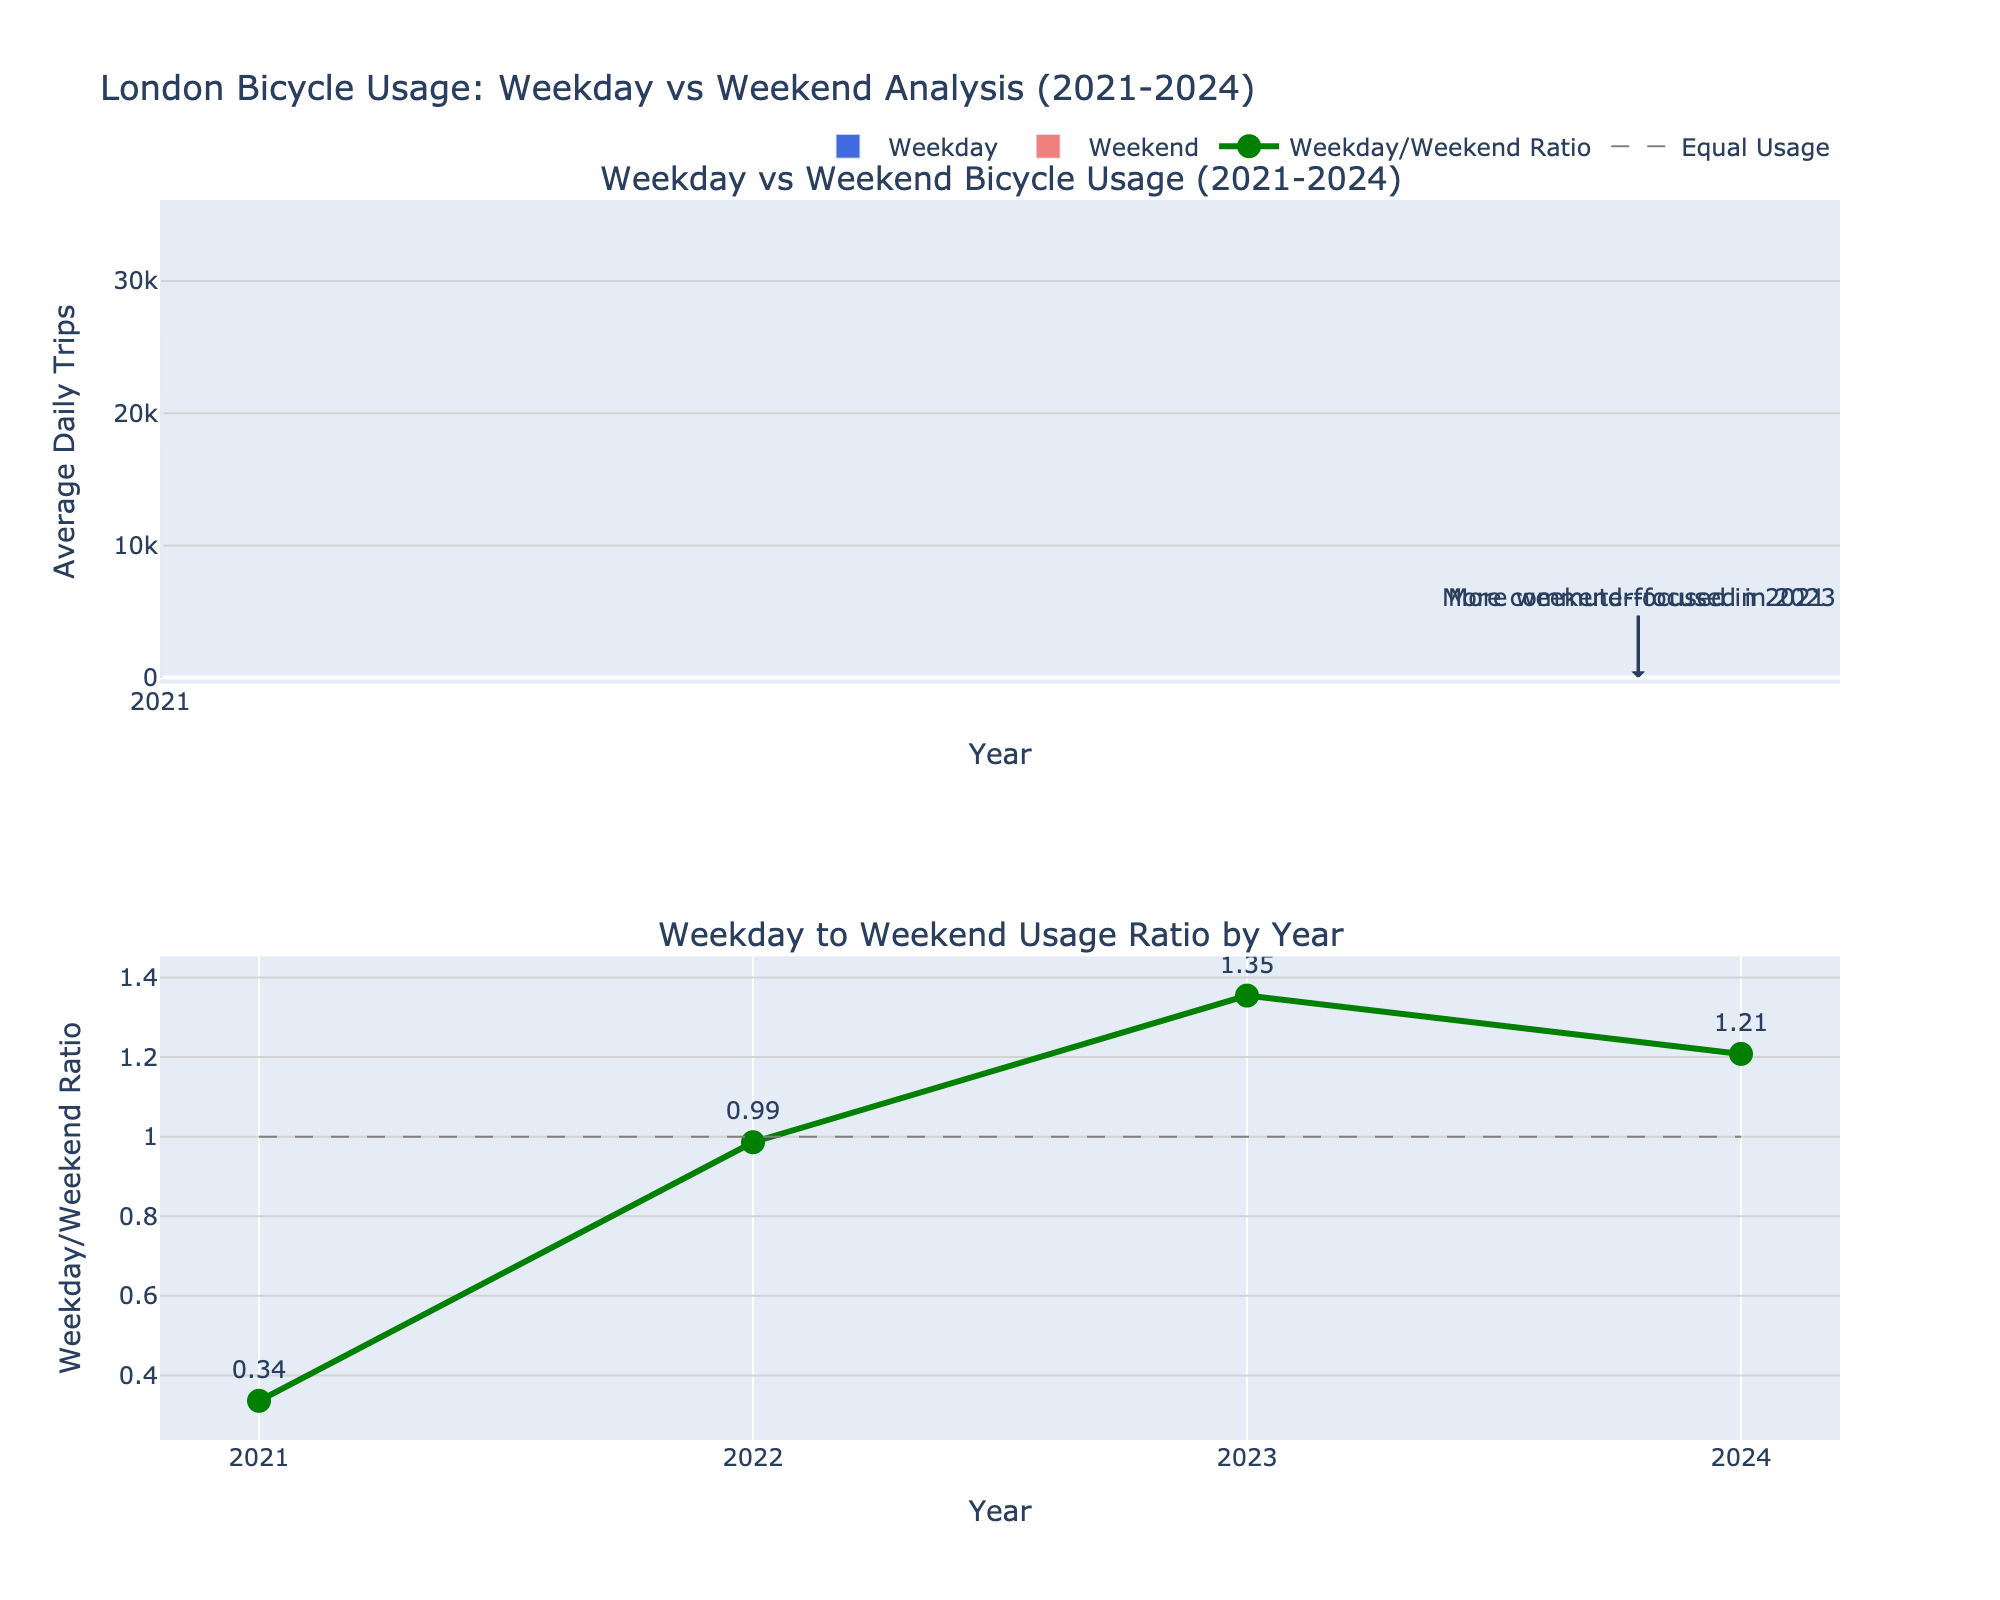 London Bicycle Usage: Weekday vs Weekend Analysis (2021-2024)
Weekday Weekend Weekday/Weekend Ratio Equal Usage
Weekday vs Weekend Bicycle Usage (2021-2024)
30k
20k
10k
0
Average Daily Trips
More weekend-focused in 2021
More commuter-focused in 2023
2021
Year
Weekday to Weekend Usage Ratio by Year
1.4
1.2
1
0.8
0.6
0.4
Weekday/Weekend Ratio
0.34
0.99
1.35
1.21
2021 2022 2023 2024
Year